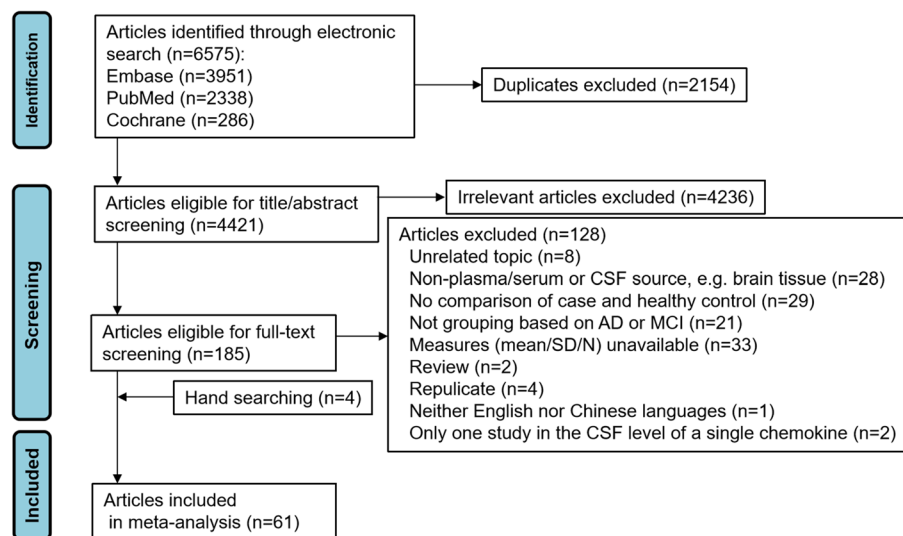 Identification
Articles identified through electronic
search (n=6575):
Embase (n=3951)
PubMed (n=2338)
Cochrane (n=286)
Duplicates excluded (n=2154)
Screening
Articles eligible for title/abstract
screening (n=4421)
Irrelevant articles excluded (n=4236)
Articles eligible for full-text
screening (n=185)
Articles excluded (n=128)
Unrelated topic (n=8)
Non-plasma/serum or CSF source, e.g. brain tissue (n=28)
No comparison of case and healthy control (n=29)
Not grouping based on AD or MCI (n=21)
Measures (mean/SD/N) unavailable (n=33)
Review (n=2)
Repulicate (n=4)
Neither English nor Chinese languages (n=1)
Only one study in the CSF level of a single chemokine (n=2)
Hand searching (n=4)
Included
Articles included
in meta-analysis (n=61)